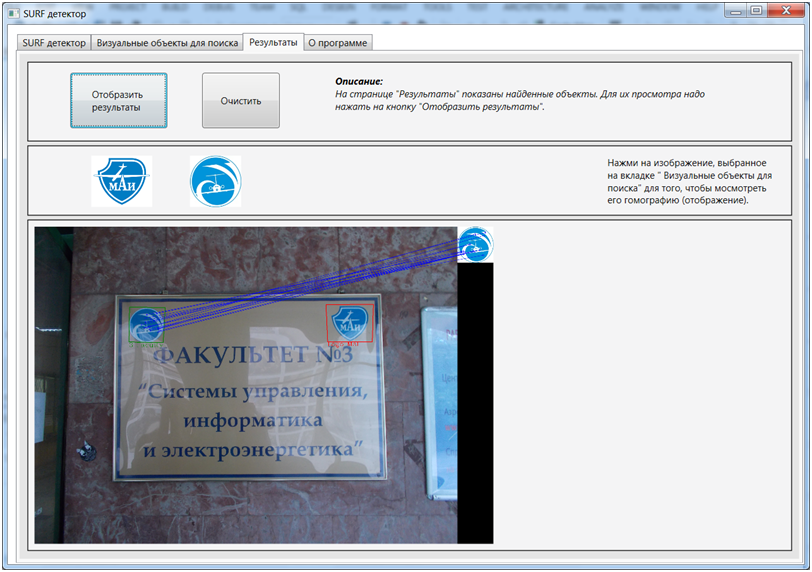 SURF детектор
SURF детектор
Визуальные объекты для поиска
Результаты
О программе
Отобразить
результаты
Очистить
Описание:
На странице "Результаты" показаны найденные объекты. Для их просмотра надо
нажать на кнопку "Отобразить результаты".
МАИ
Нажми на изображение, выбранное
на вкладке " Визуальные объекты для
поиска" для того, чтобы мосмотреть
его гомографию (отображение).
МАИ
ФАКУЛЬТЕТ №3
“Системы управления,
информатика
и электроэнергетика”